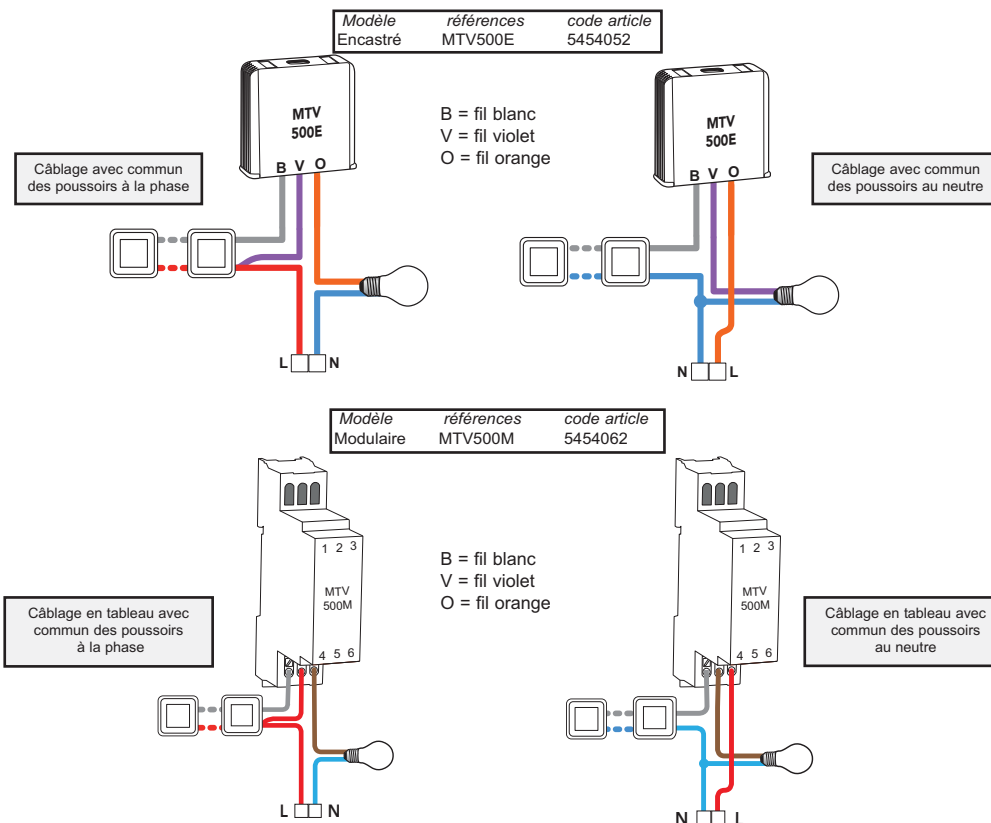 Modèle références code article
Encastré MTV500E 5454052
MTV
500E
B V O
Câblage avec commun
des poussoirs à la phase
L N
B = fil blanc
V = fil violet
O = fil orange
MTV
500E
B V O
Câblage avec commun
des poussoirs au neutre
N L
Modèle références code article
Modulaire MTV500M 5454062
1 2 3
MTV
500M
4 5 6
Câblage en tableau avec
commun des poussoirs
à la phase
L N
B = fil blanc
V = fil violet
O = fil orange
1 2 3
MTV
500M
4 5 6
Câblage en tableau avec
commun des poussoirs
au neutre
N L